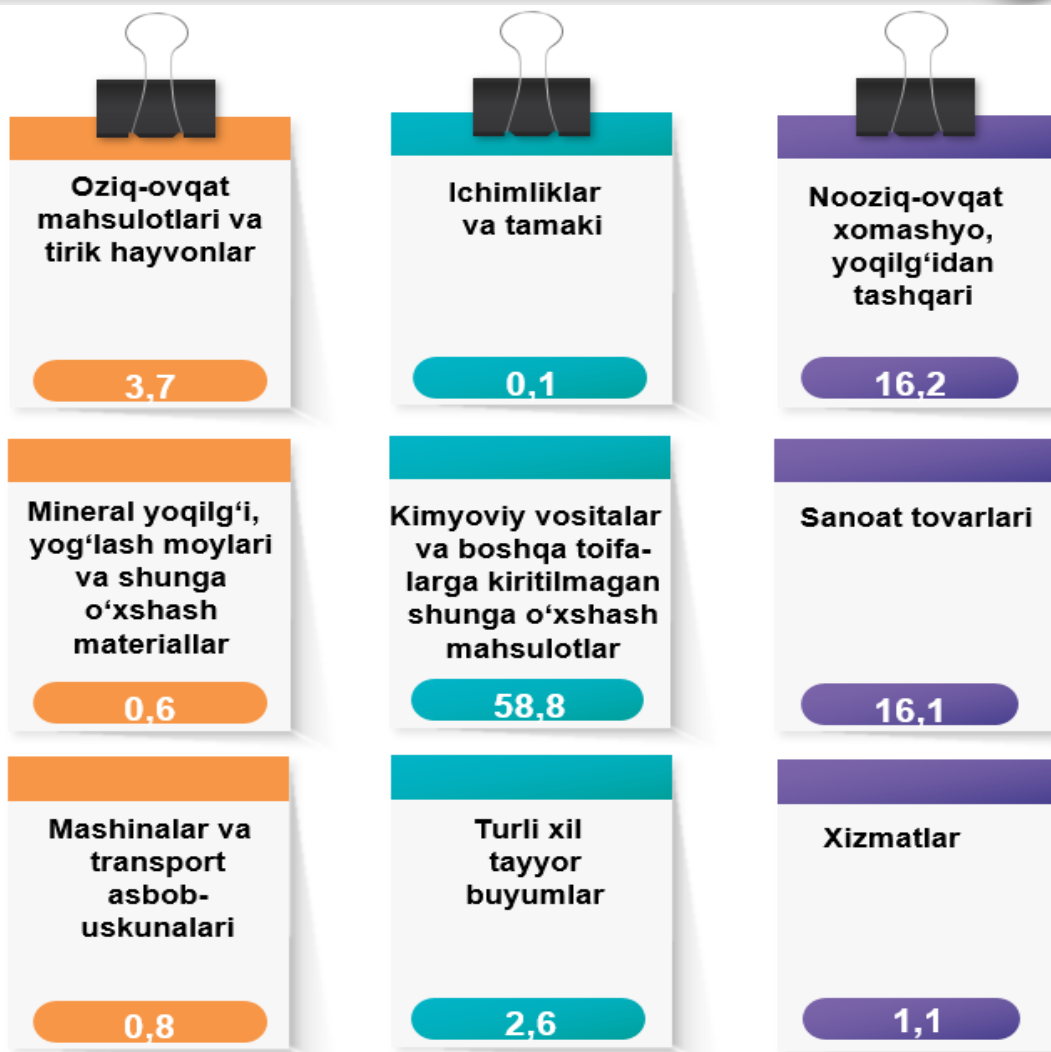 Oziq-ovqat
mahsulotlari va
tirik hayvonlar
3,7
Ichimliklar
va tamaki
0,1
Nooziq-ovqat
xomashyo,
yoqilg‘idan
tashqari
16,2
Mineral yoqilg‘i,
yog‘lash moylari
va shunga
o‘xshash
materiallar
0,6
Kimyoviy vositalar
va boshqa toifa-
larga kiritilmagan
shunga o‘xshash
mahsulotlar
58,8
Sanoat tovarlari
16,1
Mashinalar va
transport
asbob-
uskunalari
0,8
Turli xil
tayyor
buyumlar
2,6
Xizmatlar
1,1